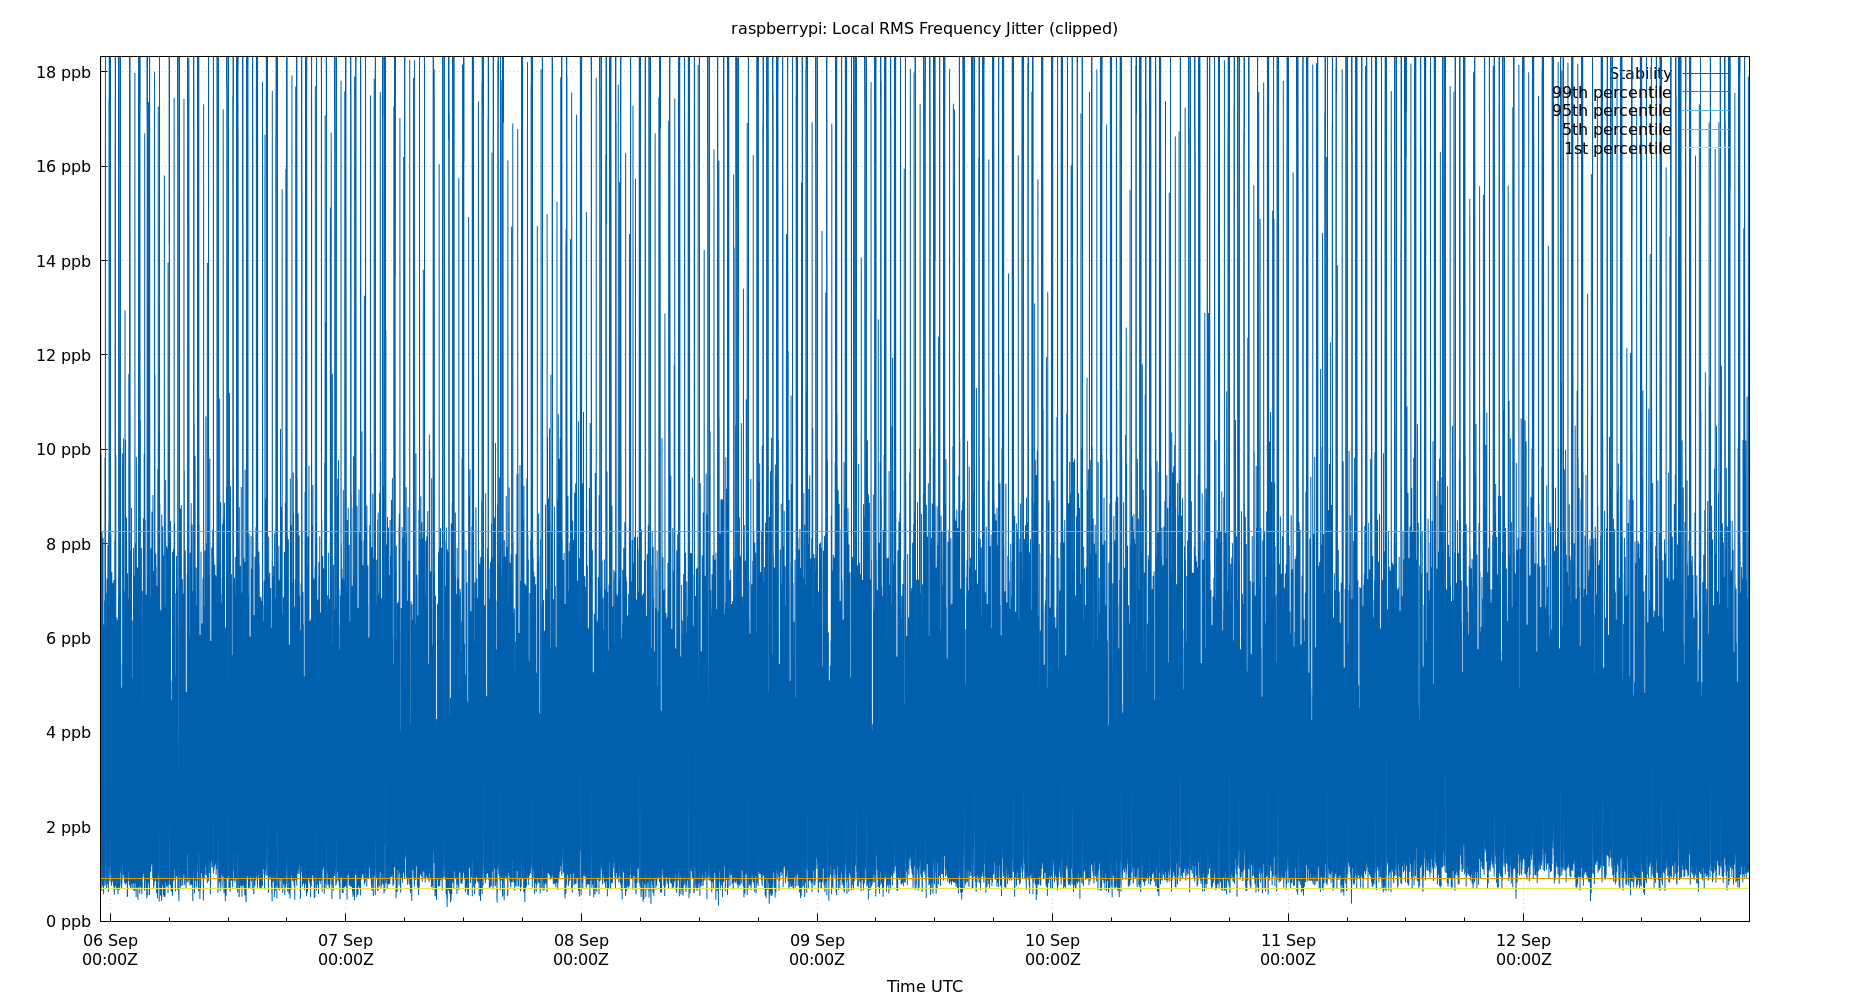 raspberrypi: Local RMS Frequency Jitter (clipped)
18 ppb
16 ppb
14 ppb
12 ppb
10 ppb
8 ppb
6 ppb
4 ppb
2 ppb
0 ppb
Stability
99th percentile
95th percentile
5th percentile
1st percentile
06 Sep 07 Sep 08 Sep 09 Sep 10 Sep 11 Sep 12 Sep
00:00Z 00:00Z 00:00Z 00:00Z 00:00Z 00:00Z 00:00Z
Time UTC